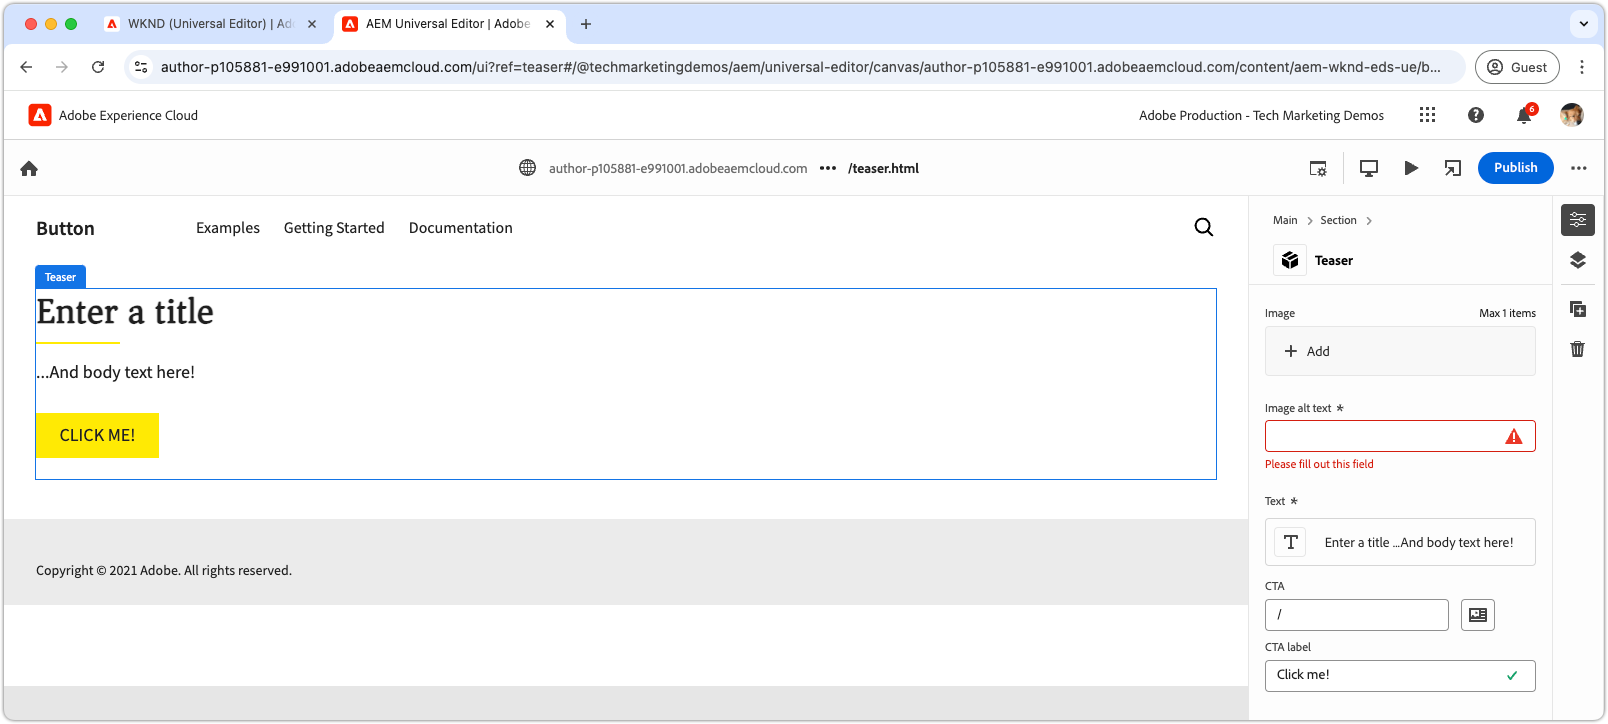 WKND (Universal Editor) | Ad
AEM Universal Editor | Adobe
author-p105881-e991001.adobeaemcloud.com/ui?ref=teaser#/@techmarketingdemos/aem/universal-editor/canvas/author-p105881-e991001.adobeaemcloud.com/content/aem-wknd-eds-ue/b...
Guest
Adobe Experience Cloud
Adobe Production - Tech Marketing Demos
6
author-p105881-e991001.adobeaemcloud.com ••• /teaser.html
Publish
Button
Examples
Getting Started
Documentation
Main > Section >
Teaser
Teaser
Enter a title
...And body text here!
CLICK ME!
Image
Max 1 items
+ Add
Image alt text *
Please fill out this field
Text *
T
Enter a title ...And body text here!
CTA
/
CTA label
Click me!
Copyright © 2021 Adobe. All rights reserved.